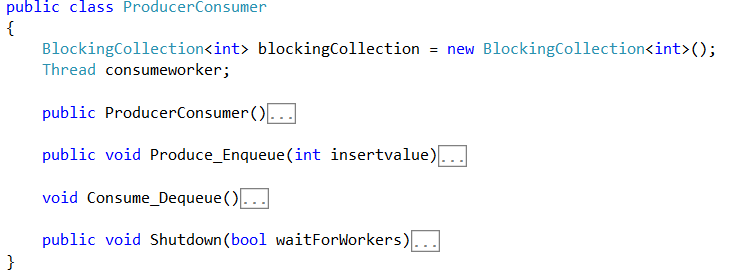 public class ProducerConsumer
{
BlockingCollection<int> blockingCollection = new BlockingCollection<int>();
Thread consumeworker;
public ProducerConsumer()...
public void Produce_Enqueue(int insertvalue)...
void Consume_Dequeue()...
public void Shutdown(bool waitForWorkers)...
}